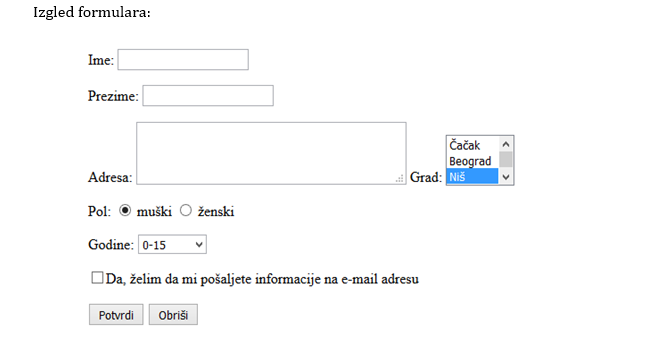 Izgled formulara:
Ime:
Prezime:
Adresa: Grad: Čačak
Beograd
Niš
Pol: muški ženski
Godine: 0-15
Da, želim da mi pošaljete informacije na e-mail adresu
Potvrdi Obriši